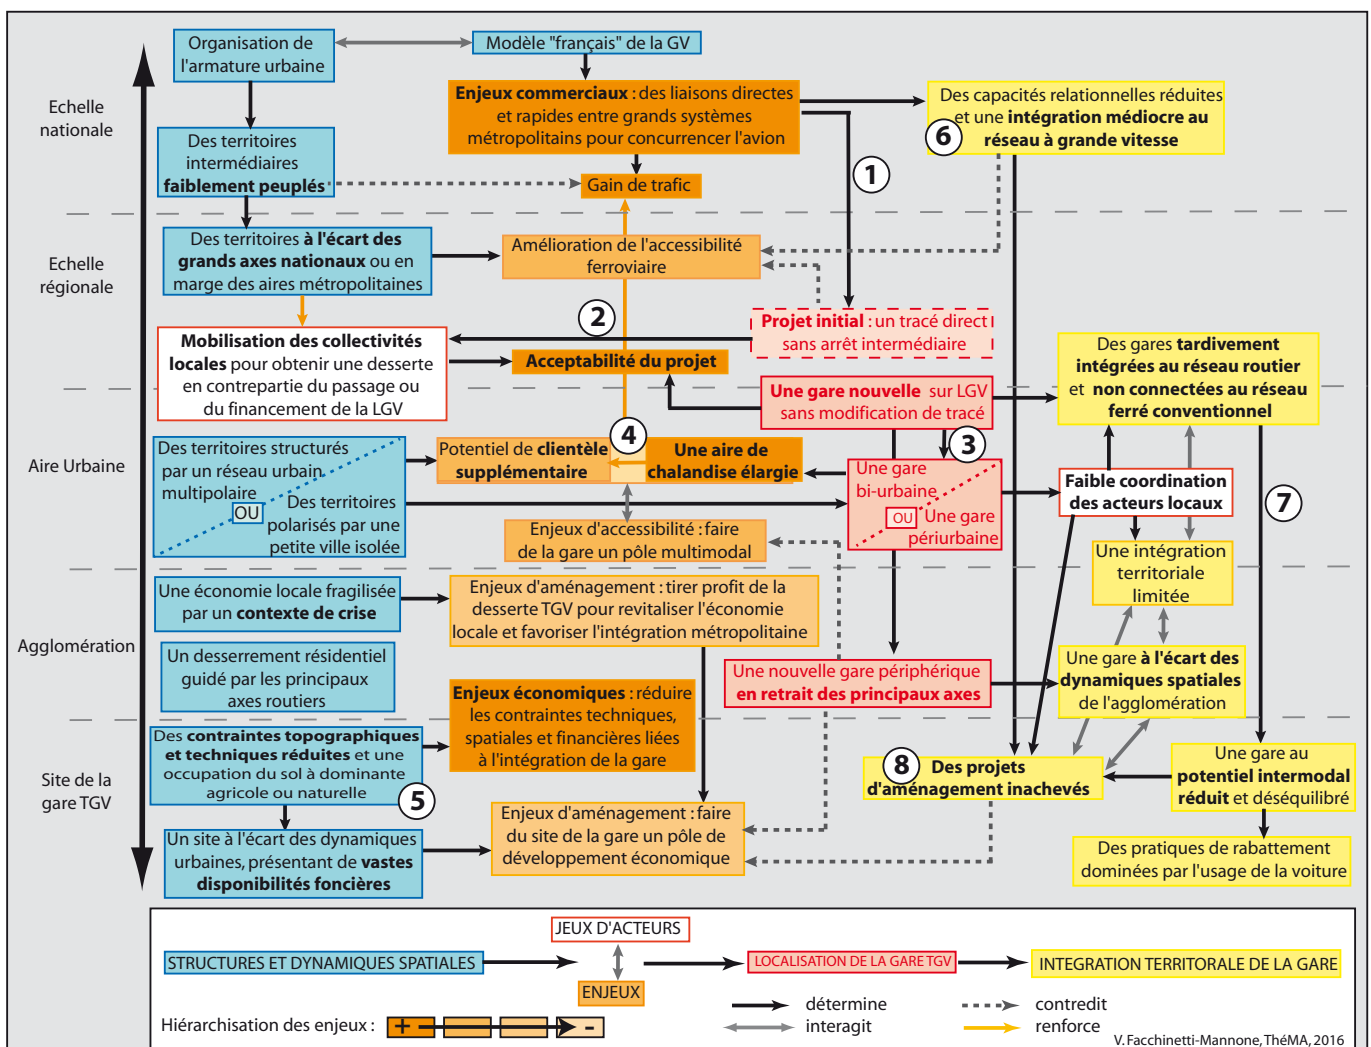 Echelle
nationale
Organisation de
l'armature urbaine
Modèle "français" de la GV
Enjeux commerciaux : des liaisons directes
et rapides entre grands systèmes
métropolitains pour concurrencer l'avion
Des capacités relationnelles réduites
et une intégration médiocre au
réseau à grande vitesse
6
Des territoires
intermédiaires
faiblement peuplés
Gain de trafic
1
Echelle
régionale
Des territoires à l'écart des
grands axes nationaux ou en
marge des aires métropolitaines
Amélioration de l'accessibilité
ferroviaire
2
Projet initial : un tracé direct
sans arrêt intermédiaire
Mobilisation des collectivités
locales pour obtenir une desserte
en contrepartie du passage ou
du financement de la LGV
Acceptabilité du projet
Des gares tardivement
intégrées au réseau routier
et non connectées au réseau
ferré conventionnel
Une gare nouvelle sur LGV
sans modification de tracé
Aire Urbaine
Des territoires structurés
par un réseau urbain
multipolaire
OU
Des territoires
polarisés par une
petite ville isolée
Potentiel de clientèle
supplémentaire
4
Une aire de
chalandise élargie
3
Une gare
bi-urbaine
OU
Une gare
périurbaine
Faible coordination
des acteurs locaux
7
Enjeux d'accessibilité : faire
de la gare un pôle multimodal
Une intégration
territoriale
limitée
Agglomération
Une économie locale fragilisée
par un contexte de crise
Enjeux d'aménagement : tirer profit de la
desserte TGV pour revitaliser l'économie
locale et favoriser l'intégration métropolitaine
Un desserrement résidentiel
guidé par les principaux
axes routiers
Une nouvelle gare périphérique
en retrait des principaux axes
Une gare à l'écart des
dynamiques spatiales
de l'agglomération
Enjeux économiques : réduire
les contraintes techniques,
spatiales et financières liées
à l'intégration de la gare
Site de la
gare TGV
Des contraintes topographiques
et techniques réduites et une
occupation du sol à dominante
agricole ou naturelle
5
8
Des projets
d'aménagement inachevés
Une gare au
potentiel intermodal
réduit et déséquilibré
Un site à l'écart des dynamiques
urbaines, présentant de vastes
disponibilités foncières
Enjeux d'aménagement : faire
du site de la gare un pôle de
développement économique
Des pratiques de rabattement
dominées par l'usage de la voiture
JEUX D'ACTEURS
STRUCTURES ET DYNAMIQUES SPATIALES
LOCALISATION DE LA GARE TGV
INTEGRATION TERRITORALE DE LA GARE
ENJEUX
Hiérarchisation des enjeux :
+
-
détermine
contredit
interagit
renforce
V. Facchinetti-Mannone, ThéMA, 2016